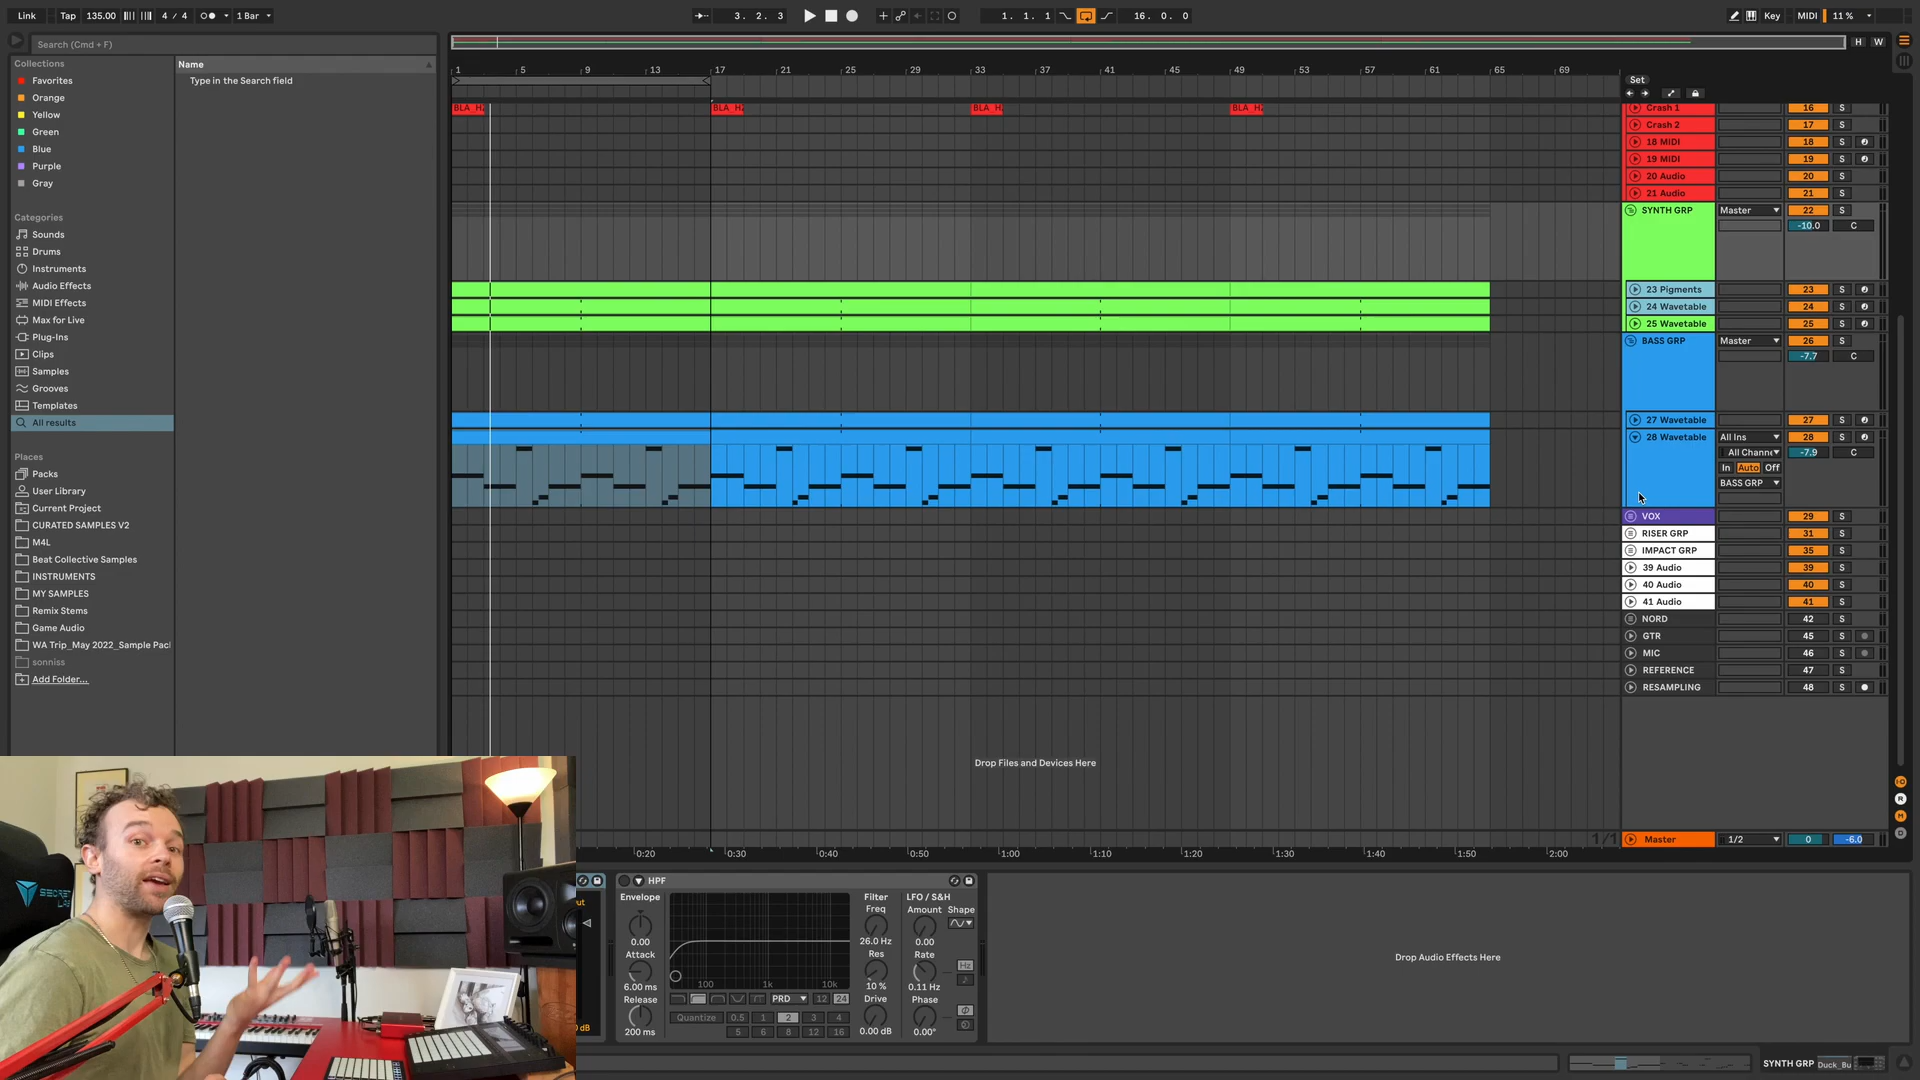 Link Tap 135.00 4 / 4 1 Bar 3. 2. 3 1. 1. 1 16. 0. 0 Key MIDI 11 %
Search (Cmd + F)
H W
Collections
Favorites
Orange
Yellow
Green
Blue
Purple
Gray
Categories
Sounds
Drums
Instruments
Audio Effects
MIDI Effects
Max for Live
Plug-Ins
Clips
Samples
Grooves
Templates
All results
Places
Packs
User Library
Current Project
CURATED SAMPLES V2
M4L
Beat Collective Samples
INSTRUMENTS
MY SAMPLES
Remix Stems
Game Audio
WA Trip_May 2022_Sample Pac
sonniss
Add Folder...
Name
Type in the Search field
1 5 9 13 17 21 25 29 33 37 41 45 49 53 57 61 65 69
Set
BLA_H BLA_H BLA_H BLA_H
Crash 1 16
Crash 2 17 S
18 MIDI 18 S
19 MIDI 19 S
20 Audio 20 S
21 Audio 21 S
SYNTH GRP Master 22 S
-10.0 C
23 Pigments 23 S
24 Wavetable 24 S
25 Wavetable 25 S
BASS GRP Master 26 S
-7.7 C
27 Wavetable 27 S
28 Wavetable All Ins 28 S
All Channe -7.9 C
In Auto Off
BASS GRP
VOX 29 S
RISER GRP 31 S
IMPACT GRP 35 S
39 Audio 39 S
40 Audio 40 S
41 Audio 41 S
NORD 42 S
GTR 45 S
MIC 46 S
REFERENCE 47 S
RESAMPLING 48 S
Drop Files and Devices Here
1/1 Master 1/2 0 -6.0
0:20 0:30 0:40 0:50 1:00 1:10 1:20 1:30 1:40 1:50 2:00
HPF
Envelope
0.00
Attack
6.00 ms
Release
200 ms
100 1k 10k
PRD 12 24
Quantize 0.5 1 2 3 4
5 6 8 12 16
Filter
Freq
26.0 Hz
Res
10 %
Drive
0.00 dB
LFO / S&H
Amount Shape
0.00
Rate
Hz
0.11 Hz
Phase
0.00°
Drop Audio Effects Here
SYNTH GRP Duck_Bu